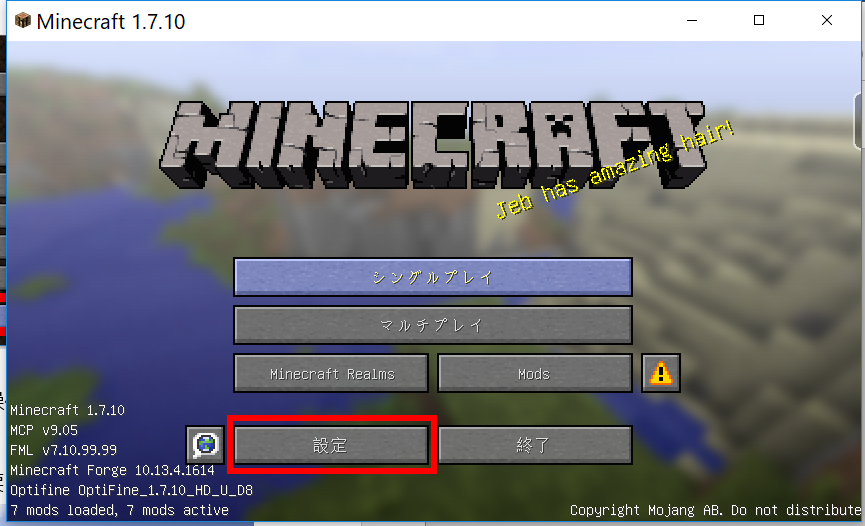 Minecraft 1.7.10
MINECRAFT
Jeb has amazing hair!
シングルプレイ
マルチプレイ
Minecraft Realms
Mods
設定
終了
Minecraft 1.7.10
MCP v9.05
FML v7.10.99.99
Minecraft Forge 10.13.4.1614
Optifine OptiFine_1.7.10_HD_U_D8
7 mods loaded, 7 mods active
Copyright Mojang AB. Do not distribute